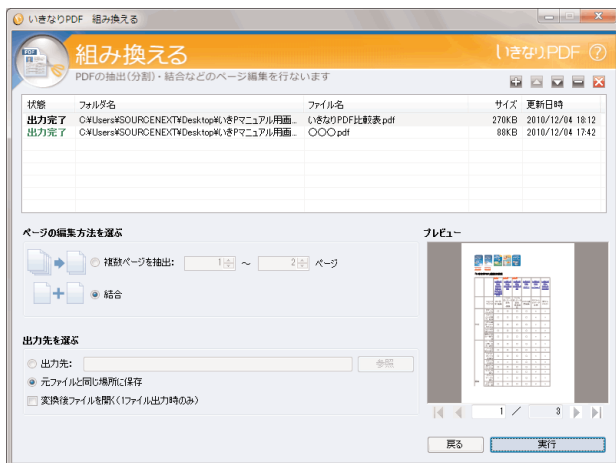 いきなりPDF 組み換える
PDF
組み換える
いきなりPDF ?
PDFの抽出(分割)・結合などのページ編集を行ないます
状態 フォルダ名 ファイル名 サイズ 更新日時
出力完了 C:¥Users¥SOURCENEXT¥Desktop¥いきPマニュアル用画... いきなりPDF比較表.pdf 270KB 2010/12/04 18:12
出力完了 C:¥Users¥SOURCENEXT¥Desktop¥いきPマニュアル用画... 〇〇〇.pdf 88KB 2010/12/04 17:42
ページの編集方法を選ぶ
プレビュー
複数ページを抽出: 1 ～ 2 ページ
結合
出力先を選ぶ
出力先: 参照
元ファイルと同じ場所に保存
変換後ファイルを開く(1ファイル出力時のみ)
1 / 3
戻る 実行